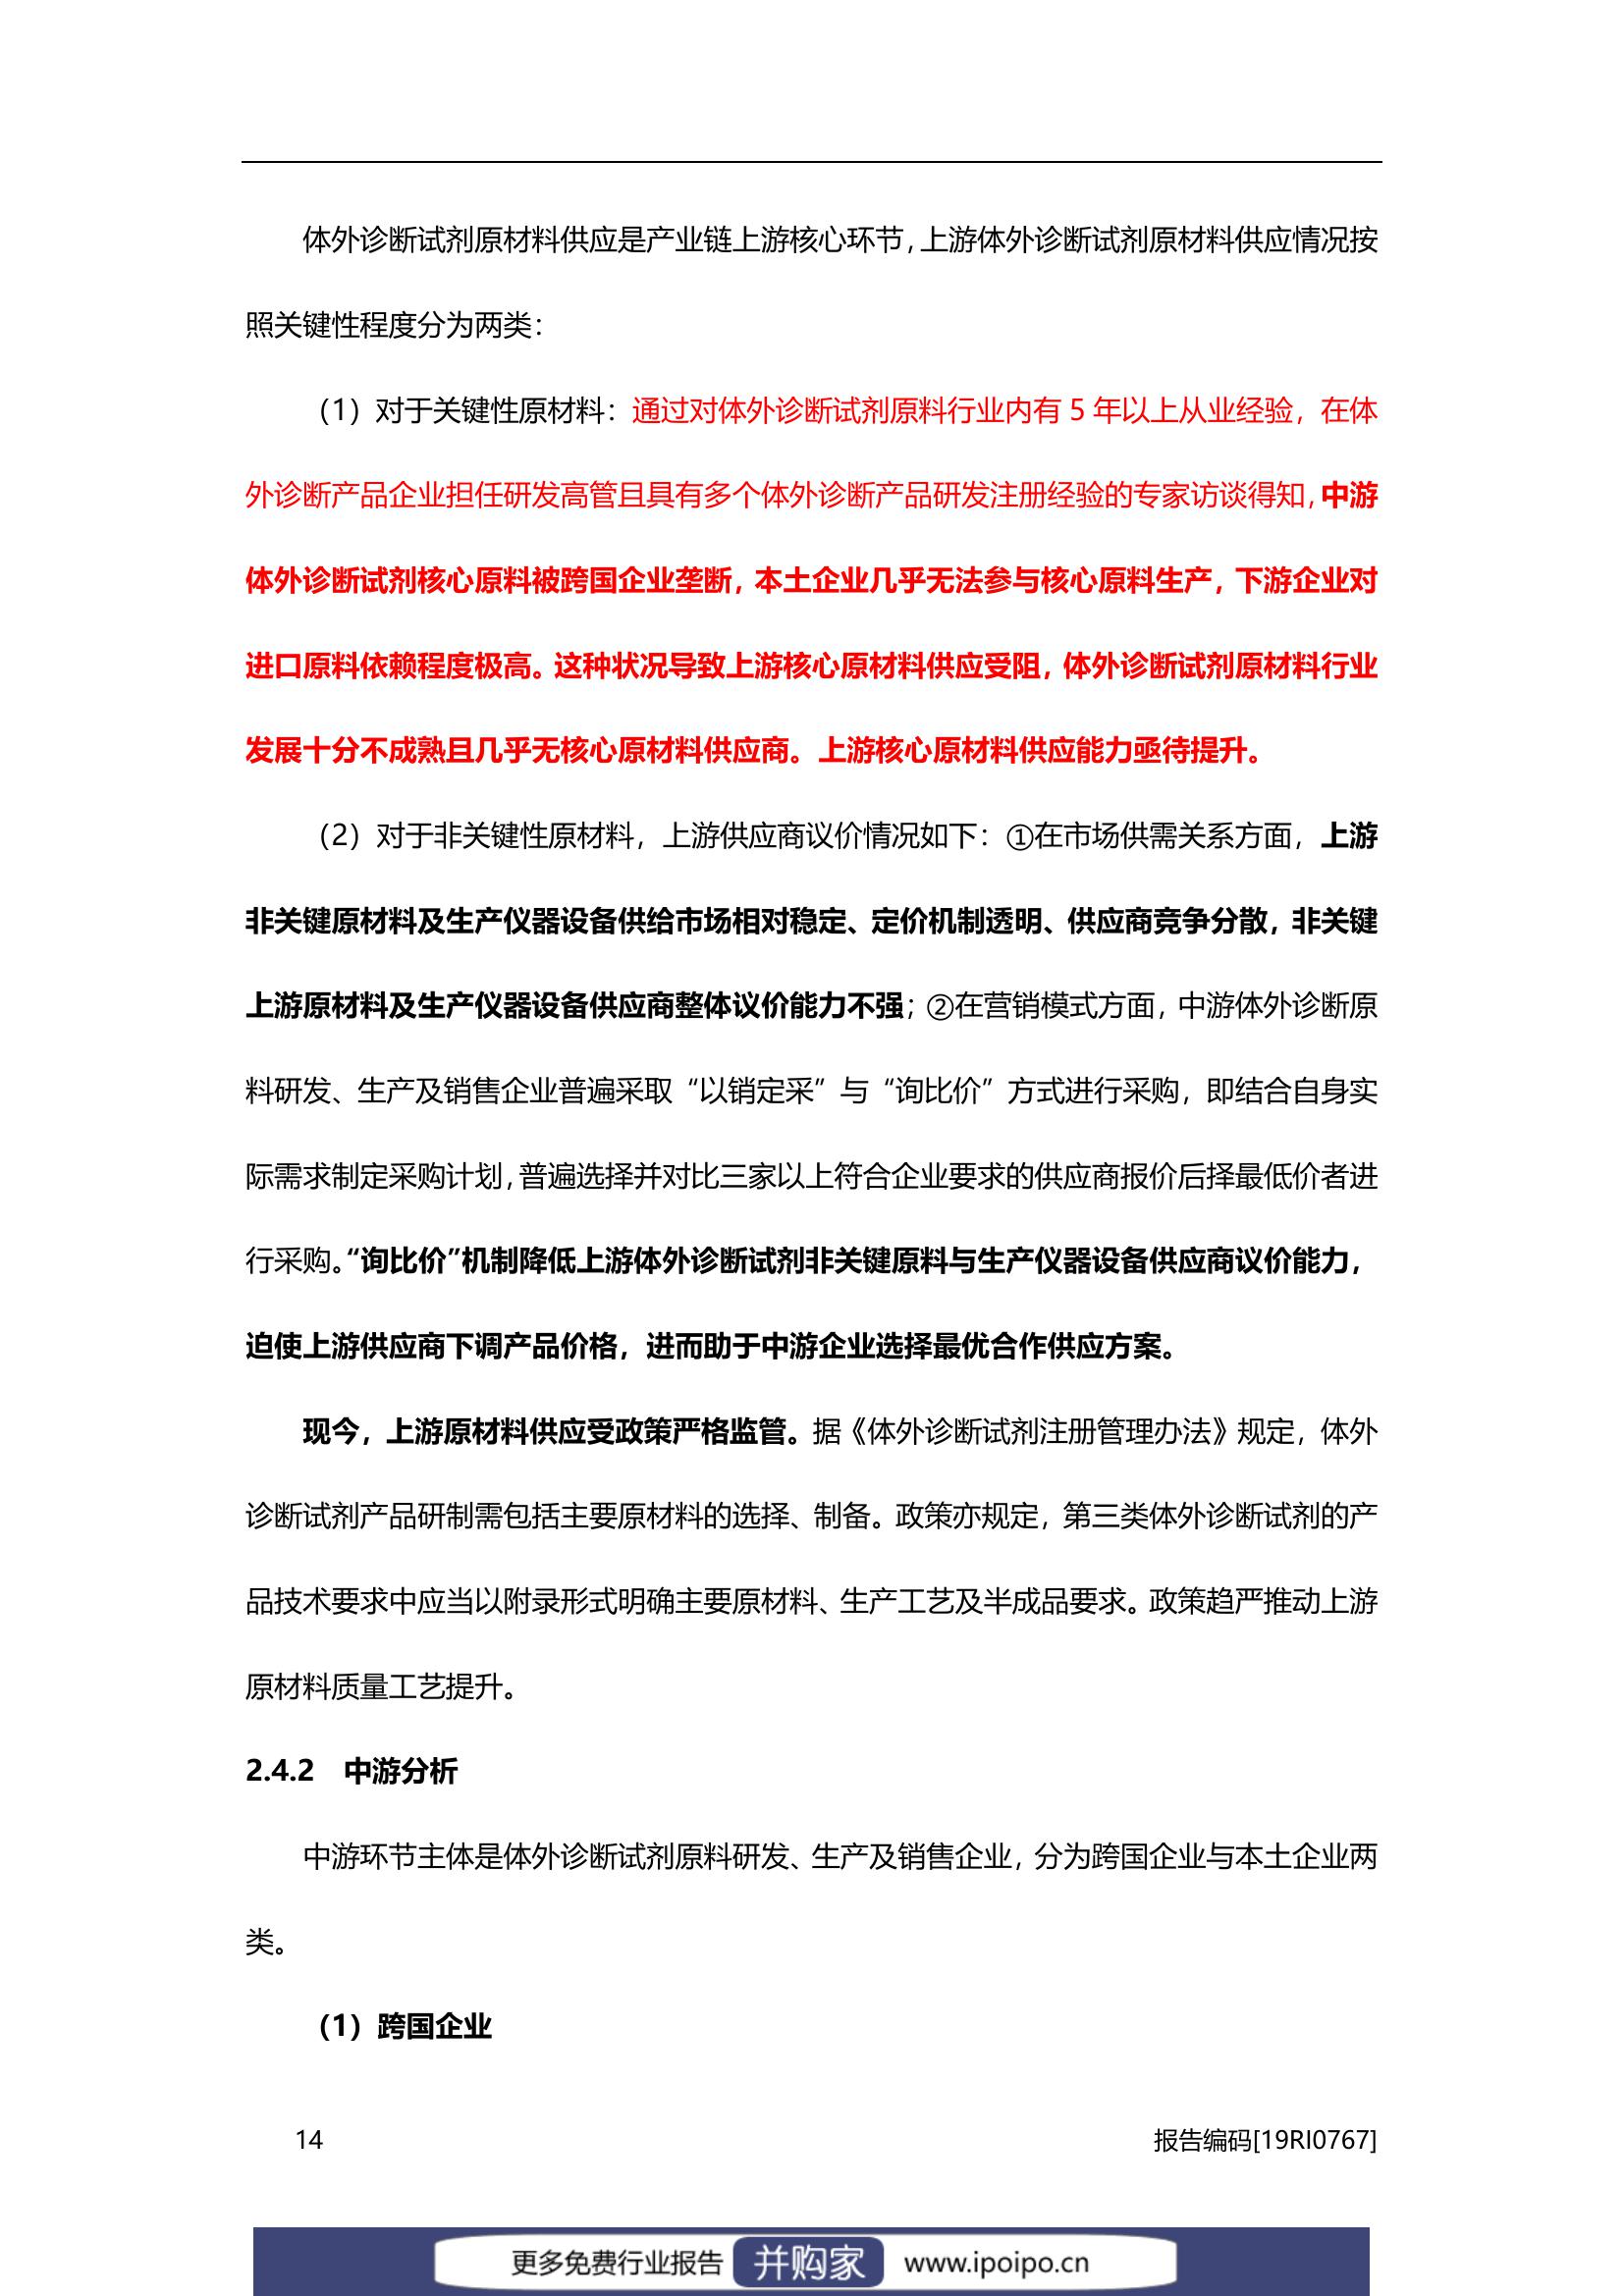 体外诊断试剂原材料供应是产业链上游核心环节，上游体外诊断试剂原材料供应情况按
照关键性程度分为两类：
（1）对于关键性原材料：通过对体外诊断试剂原料行业内有 5 年以上从业经验，在体
外诊断产品企业担任研发高管且具有多个体外诊断产品研发注册经验的专家访谈得知，中游
体外诊断试剂核心原料被跨国企业垄断，本土企业几乎无法参与核心原料生产，下游企业对
进口原料依赖程度极高。这种状况导致上游核心原材料供应受阻，体外诊断试剂原材料行业
发展十分不成熟且几乎无核心原材料供应商。上游核心原材料供应能力亟待提升。
（2）对于非关键性原材料，上游供应商议价情况如下：①在市场供需关系方面，上游
非关键原材料及生产仪器设备供给市场相对稳定、定价机制透明、供应商竞争分散，非关键
上游原材料及生产仪器设备供应商整体议价能力不强；②在营销模式方面，中游体外诊断原
料研发、生产及销售企业普遍采取“以销定采”与“询比价”方式进行采购，即结合自身实
际需求制定采购计划，普遍选择并对比三家以上符合企业要求的供应商报价后择最低价者进
行采购。“询比价”机制降低上游体外诊断试剂非关键原料与生产仪器设备供应商议价能力，
迫使上游供应商下调产品价格，进而助于中游企业选择最优合作供应方案。
现今，上游原材料供应受政策严格监管。据《体外诊断试剂注册管理办法》规定，体外
诊断试剂产品研制需包括主要原材料的选择、制备。政策亦规定，第三类体外诊断试剂的产
品技术要求中应当以附录形式明确主要原材料、生产工艺及半成品要求。政策趋严推动上游
原材料质量工艺提升。
2.4.2 中游分析
中游环节主体是体外诊断试剂原料研发、生产及销售企业，分为跨国企业与本土企业两
类。
（1）跨国企业
14 报告编码[19RI0767]
更多免费行业报告 并购家 www.ipoipo.cn